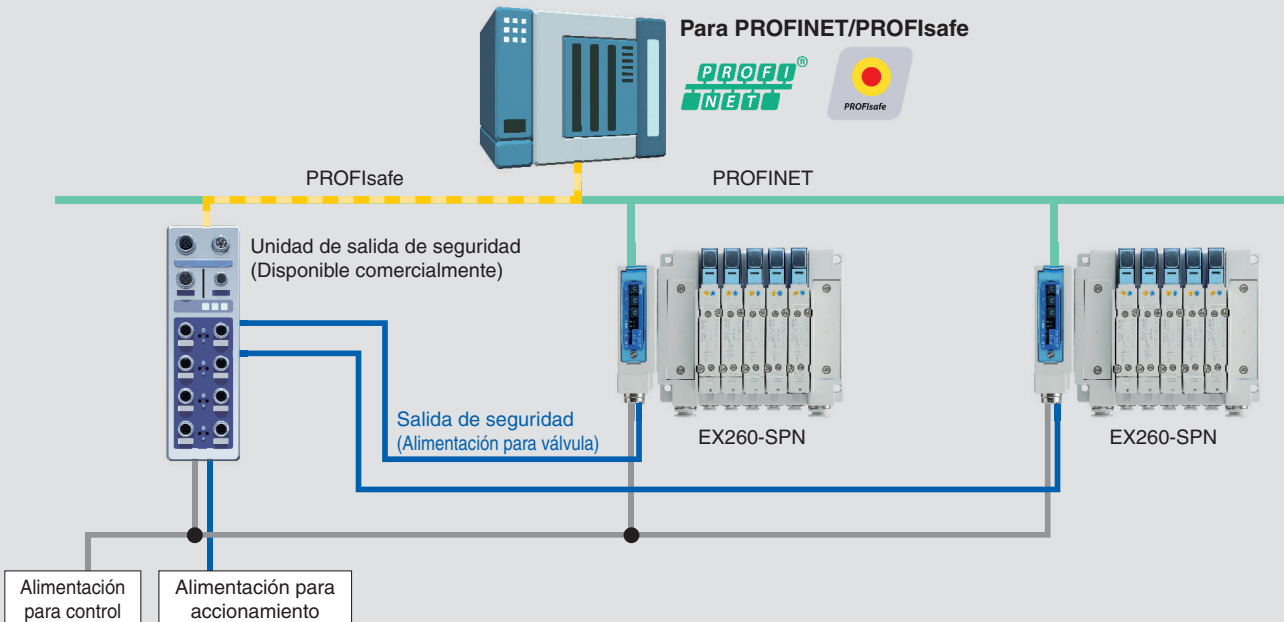 Para PROFINET/PROFIsafe
PROFI®
NET
PROFIsafe
PROFIsafe
PROFINET
Unidad de salida de seguridad
(Disponible comercialmente)
Salida de seguridad
(Alimentación para válvula)
EX260-SPN
EX260-SPN
Alimentación
para control
Alimentación para
accionamiento